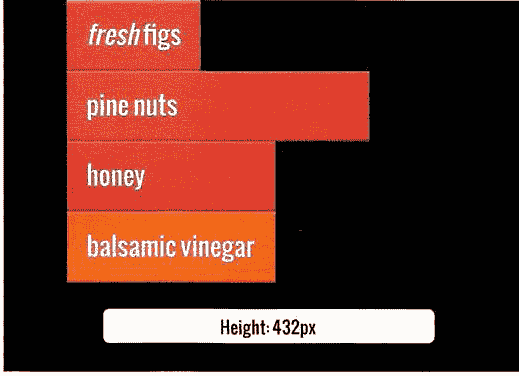 fresh figs
pine nuts
honey
balsamic vinegar
Height: 432px